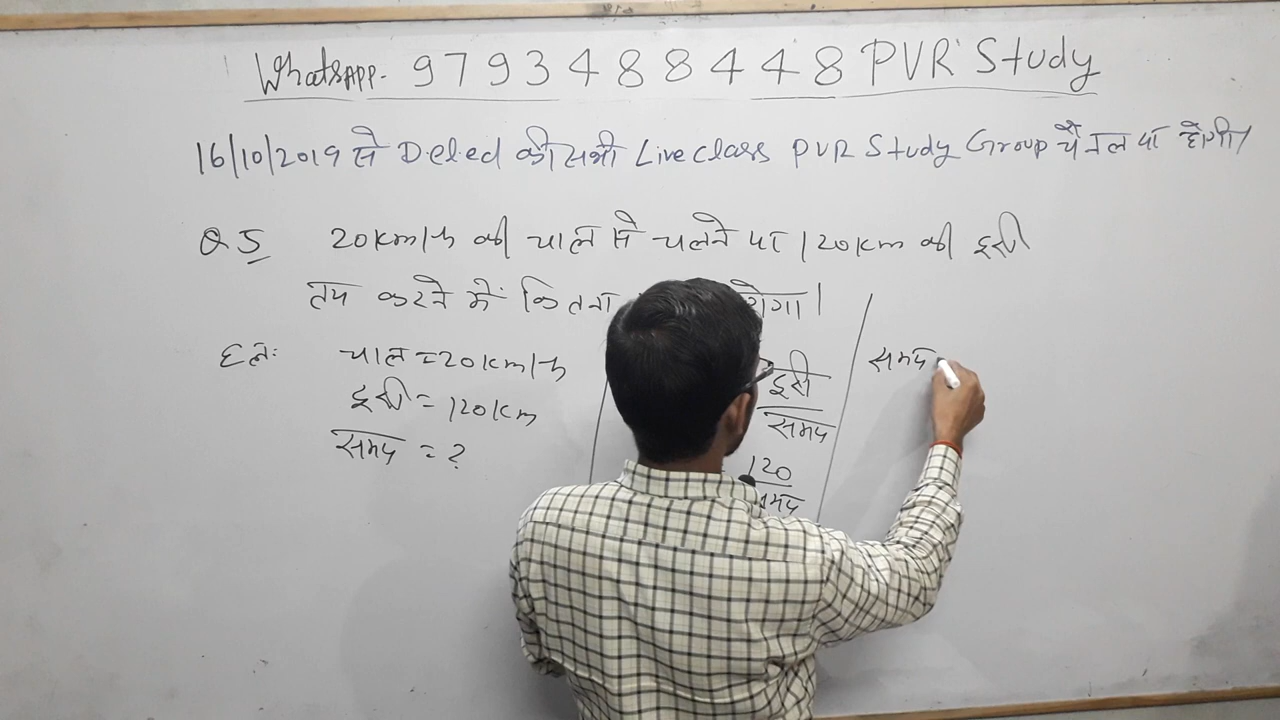 WhatsAPP- 9793488448 PVR Study
16/10/2019 से D.el.ed की सभी Live class PVR Study Group चैनल पर होंगी।
Q 5 20km/h की चाल से चलने पर 120km की दूरी
तय करने में कितना लगेगा।
हलः चाल = 20km/h
दूरी = 120km
समय = ?
दूरी
समय
= 120
समय
समय =